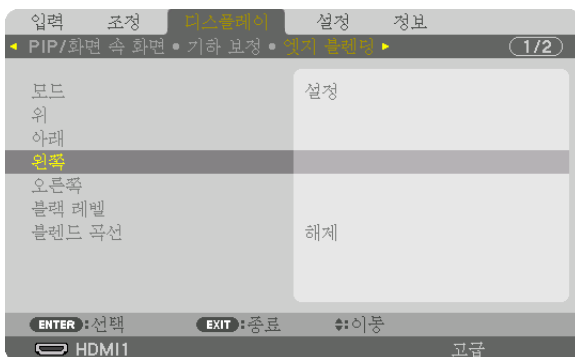 입력 조정 디스플레이 설정 정보
◀ PIP/화면 속 화면 ● 기하 보정 ● 엣지 블렌딩 ▶ 1/2
모드 설정
위
아래
왼쪽
오른쪽
블랙 레벨
블렌드 곡선 해제
ENTER :선택 EXIT :종료 ◆:이동
HDMI1 고급